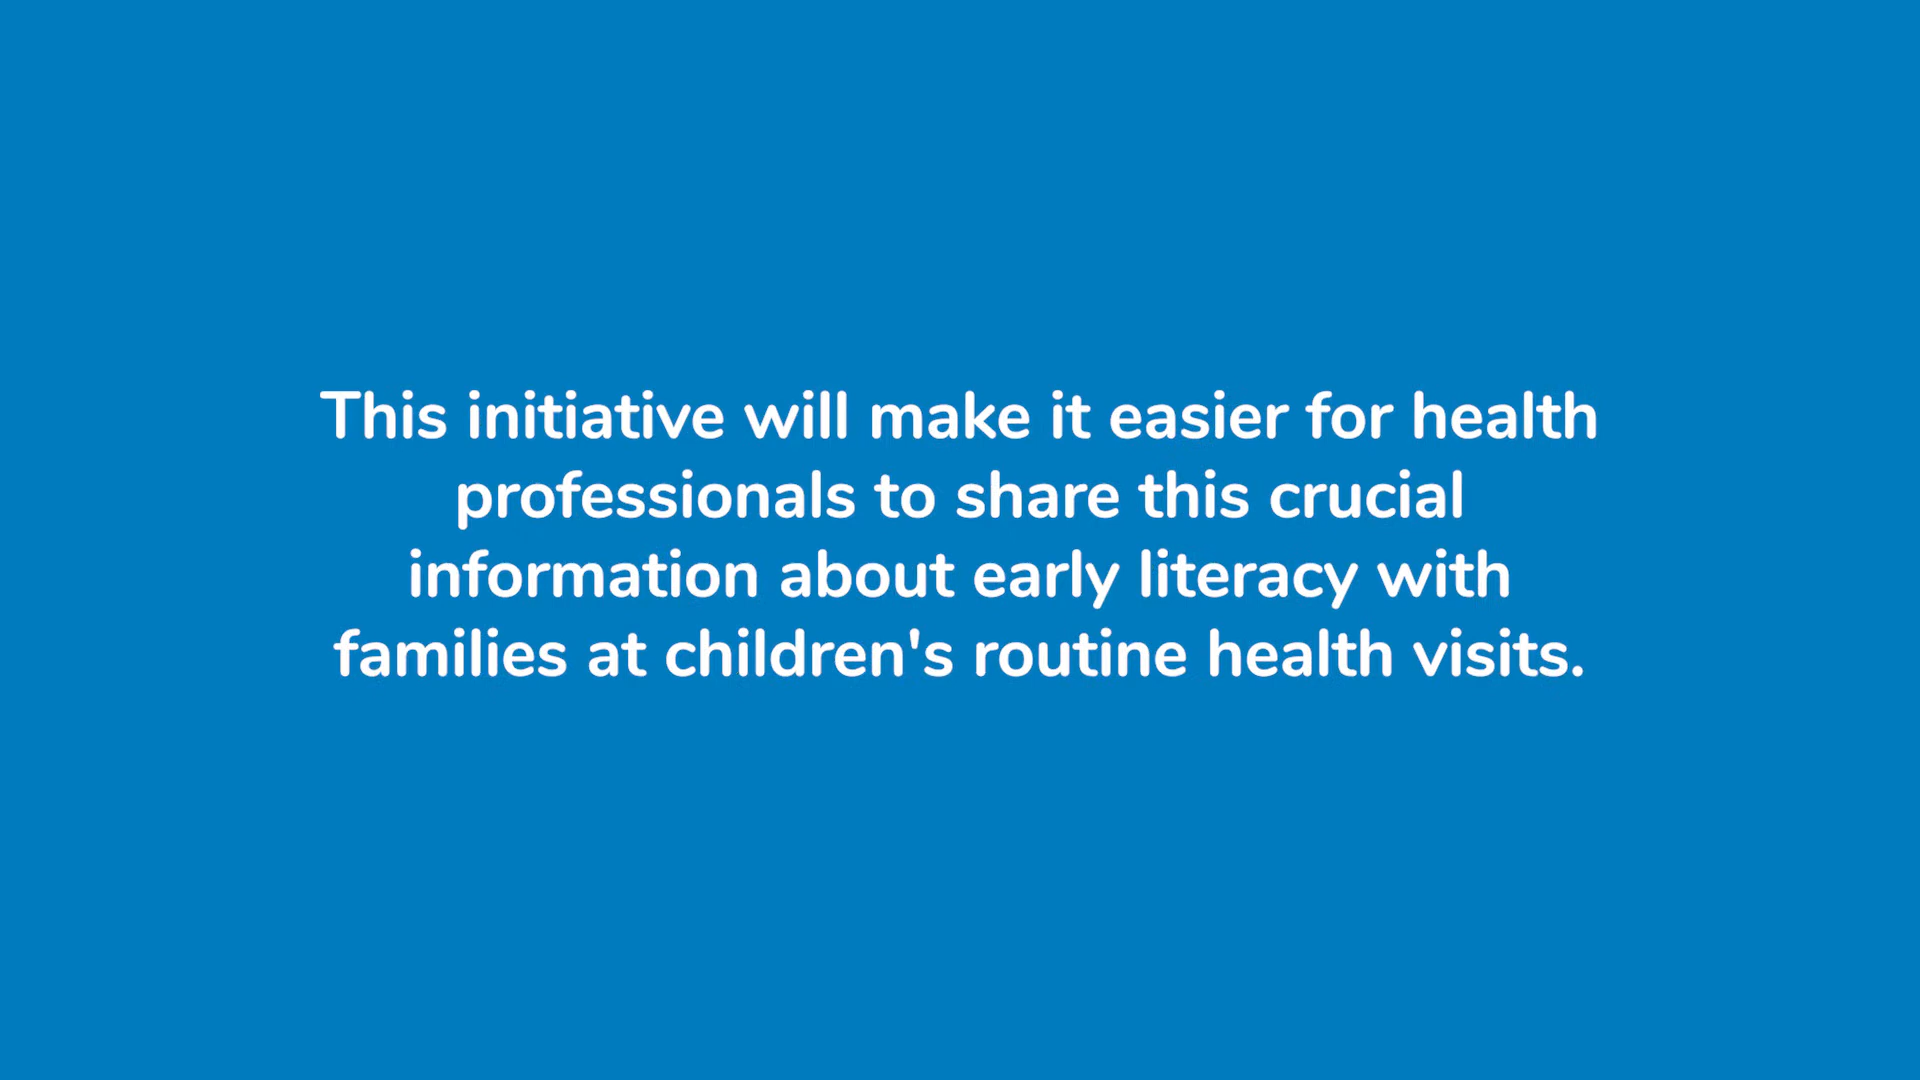 This initiative will make it easier for health
professionals to share this crucial
information about early literacy with
families at children's routine health visits.